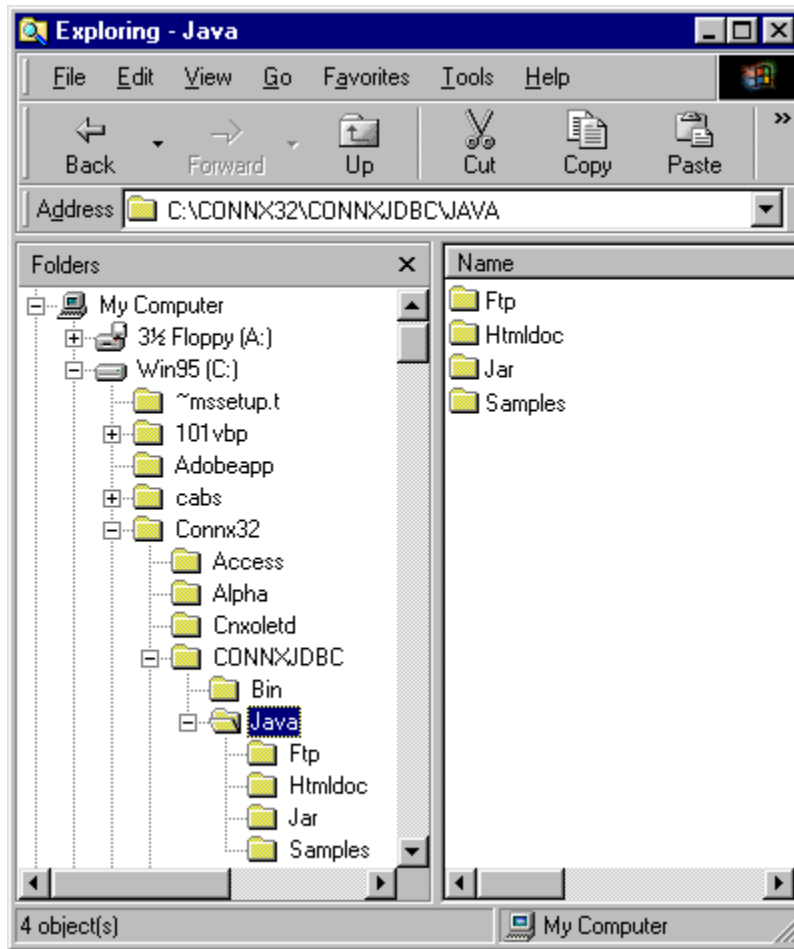 Exploring - Java
File Edit View Go Favorites Tools Help
Back Forward Up Cut Copy Paste »
Address C:\CONNX32\CONNXJDBC\JAVA
Folders
My Computer
3½ Floppy (A:)
Win95 (C:)
~mssetup.t
101vbp
Adobeapp
cabs
Connx32
Access
Alpha
Cnxoletd
CONNXJDBC
Bin
Java
Ftp
Htmldoc
Jar
Samples
Name
Ftp
Htmldoc
Jar
Samples
4 object(s) My Computer